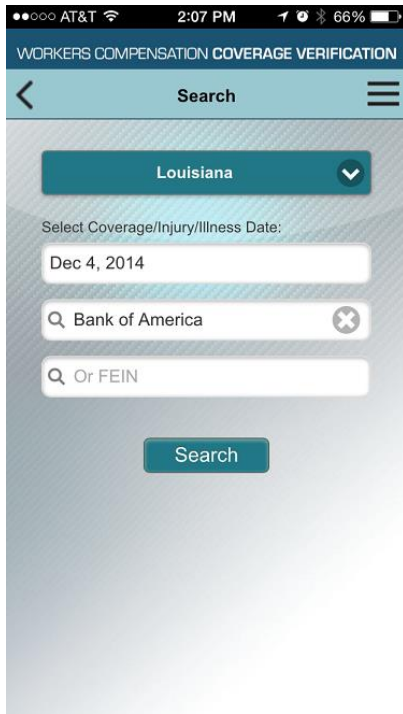 AT&T 2:07 PM 66%
WORKERS COMPENSATION COVERAGE VERIFICATION
Search
Louisiana
Select Coverage/Injury/Illness Date:
Dec 4, 2014
Bank of America
Or FEIN
Search